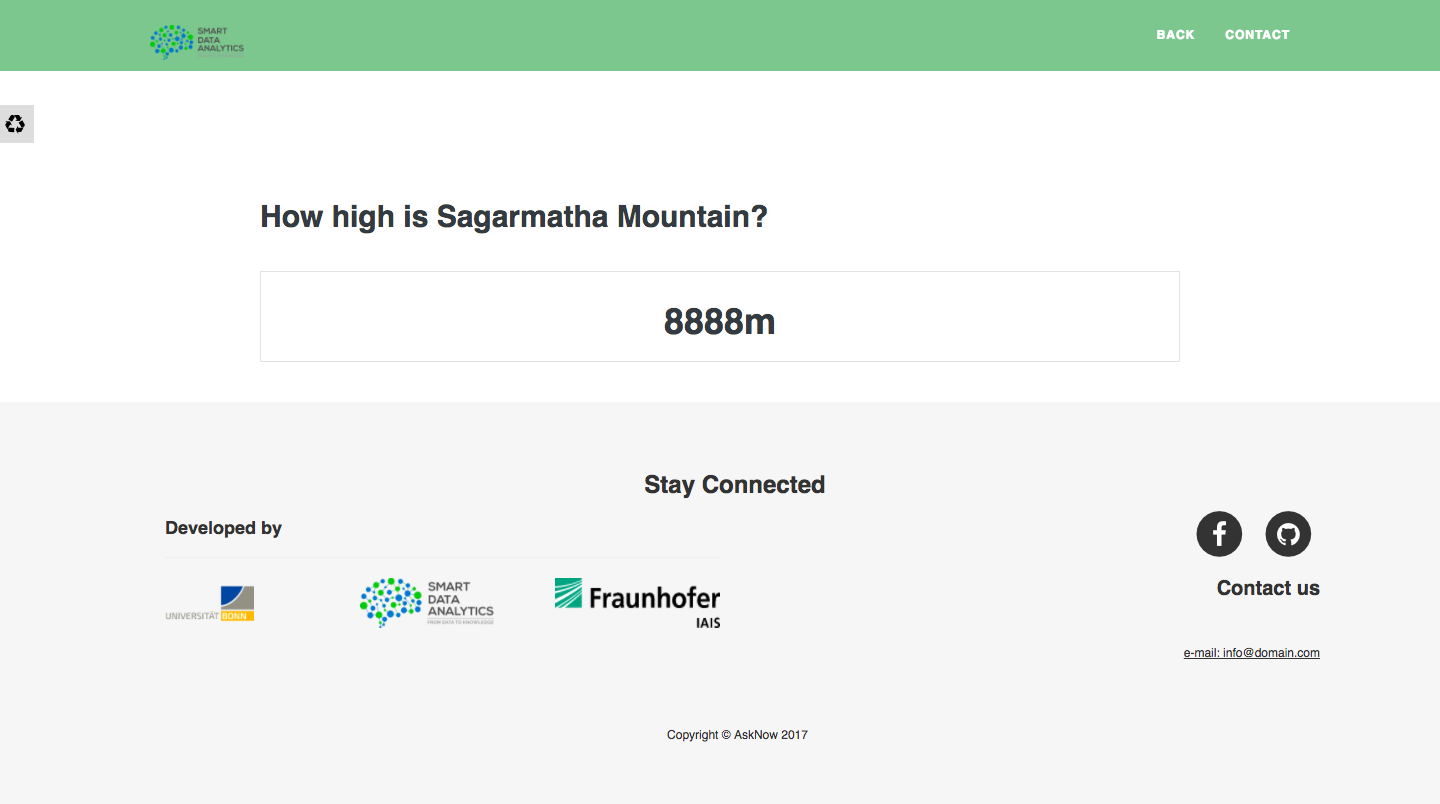 SMART
DATA
ANALYTICS
BACK CONTACT
How high is Sagarmatha Mountain?
8888m
Stay Connected
Developed by
UNIVERSITÄT BONN
SMART
DATA
ANALYTICS
FROM DATA TO KNOWLEDGE
Fraunhofer
IAIS
Contact us
e-mail: info@domain.com
Copyright © AskNow 2017